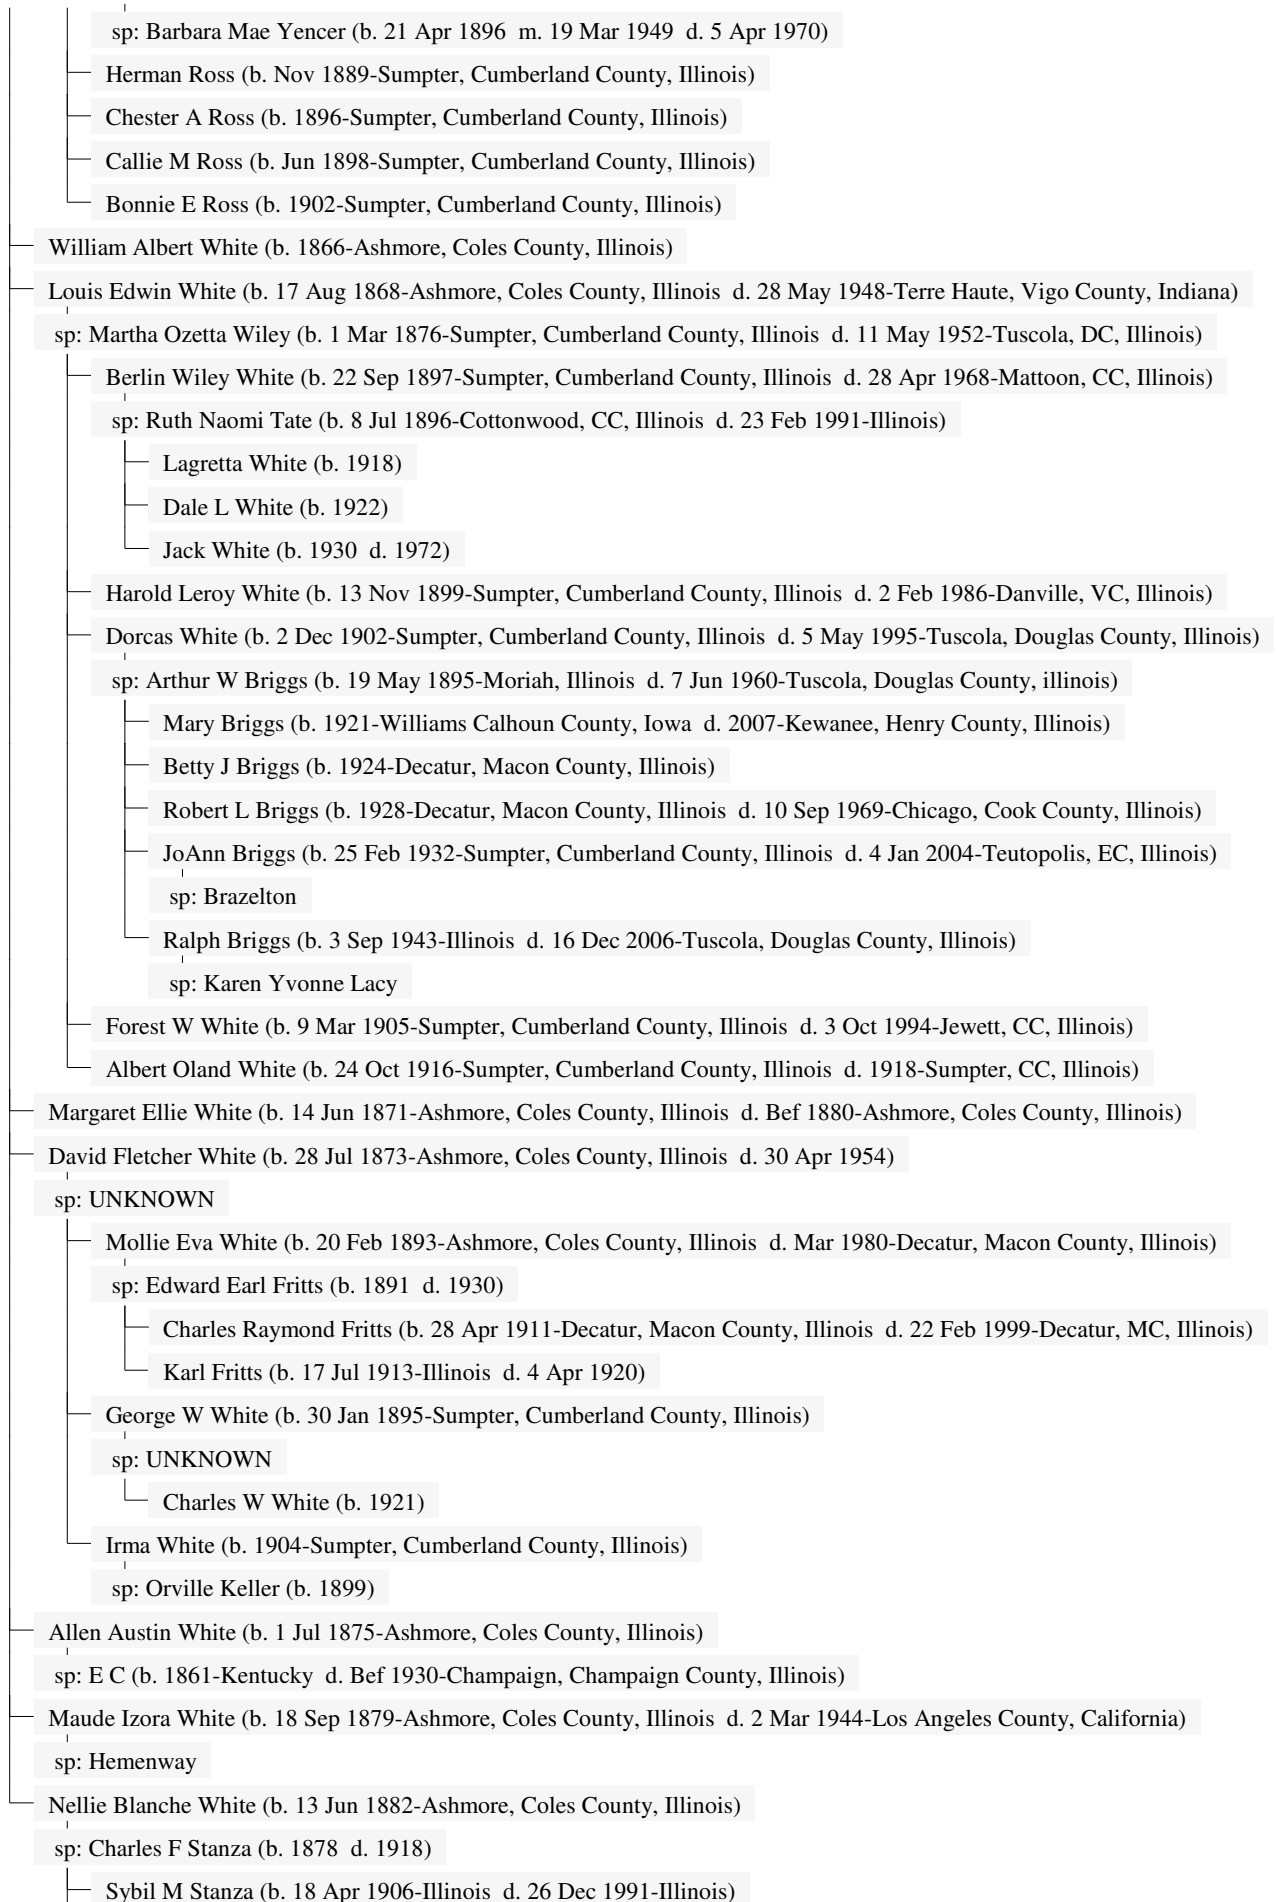 sp: Barbara Mae Yencer (b. 21 Apr 1896 m. 19 Mar 1949 d. 5 Apr 1970)
Herman Ross (b. Nov 1889-Sumpter, Cumberland County, Illinois)
Chester A Ross (b. 1896-Sumpter, Cumberland County, Illinois)
Callie M Ross (b. Jun 1898-Sumpter, Cumberland County, Illinois)
Bonnie E Ross (b. 1902-Sumpter, Cumberland County, Illinois)
William Albert White (b. 1866-Ashmore, Coles County, Illinois)
Louis Edwin White (b. 17 Aug 1868-Ashmore, Coles County, Illinois d. 28 May 1948-Terre Haute, Vigo County, Indiana)
sp: Martha Ozetta Wiley (b. 1 Mar 1876-Sumpter, Cumberland County, Illinois d. 11 May 1952-Tuscola, DC, Illinois)
Berlin Wiley White (b. 22 Sep 1897-Sumpter, Cumberland County, Illinois d. 28 Apr 1968-Mattoon, CC, Illinois)
sp: Ruth Naomi Tate (b. 8 Jul 1896-Cottonwood, CC, Illinois d. 23 Feb 1991-Illinois)
Lagretta White (b. 1918)
Dale L White (b. 1922)
Jack White (b. 1930 d. 1972)
Harold Leroy White (b. 13 Nov 1899-Sumpter, Cumberland County, Illinois d. 2 Feb 1986-Danville, VC, Illinois)
Dorcas White (b. 2 Dec 1902-Sumpter, Cumberland County, Illinois d. 5 May 1995-Tuscola, Douglas County, Illinois)
sp: Arthur W Briggs (b. 19 May 1895-Moriah, Illinois d. 7 Jun 1960-Tuscola, Douglas County, illinois)
Mary Briggs (b. 1921-Williams Calhoun County, Iowa d. 2007-Kewanee, Henry County, Illinois)
Betty J Briggs (b. 1924-Decatur, Macon County, Illinois)
Robert L Briggs (b. 1928-Decatur, Macon County, Illinois d. 10 Sep 1969-Chicago, Cook County, Illinois)
JoAnn Briggs (b. 25 Feb 1932-Sumpter, Cumberland County, Illinois d. 4 Jan 2004-Teutopolis, EC, Illinois)
sp: Brazelton
Ralph Briggs (b. 3 Sep 1943-Illinois d. 16 Dec 2006-Tuscola, Douglas County, Illinois)
sp: Karen Yvonne Lacy
Forest W White (b. 9 Mar 1905-Sumpter, Cumberland County, Illinois d. 3 Oct 1994-Jewett, CC, Illinois)
Albert Oland White (b. 24 Oct 1916-Sumpter, Cumberland County, Illinois d. 1918-Sumpter, CC, Illinois)
Margaret Ellie White (b. 14 Jun 1871-Ashmore, Coles County, Illinois d. Bef 1880-Ashmore, Coles County, Illinois)
David Fletcher White (b. 28 Jul 1873-Ashmore, Coles County, Illinois d. 30 Apr 1954)
sp: UNKNOWN
Mollie Eva White (b. 20 Feb 1893-Ashmore, Coles County, Illinois d. Mar 1980-Decatur, Macon County, Illinois)
sp: Edward Earl Fritts (b. 1891 d. 1930)
Charles Raymond Fritts (b. 28 Apr 1911-Decatur, Macon County, Illinois d. 22 Feb 1999-Decatur, MC, Illinois)
Karl Fritts (b. 17 Jul 1913-Illinois d. 4 Apr 1920)
George W White (b. 30 Jan 1895-Sumpter, Cumberland County, Illinois)
sp: UNKNOWN
Charles W White (b. 1921)
Irma White (b. 1904-Sumpter, Cumberland County, Illinois)
sp: Orville Keller (b. 1899)
Allen Austin White (b. 1 Jul 1875-Ashmore, Coles County, Illinois)
sp: E C (b. 1861-Kentucky d. Bef 1930-Champaign, Champaign County, Illinois)
Maude Izora White (b. 18 Sep 1879-Ashmore, Coles County, Illinois d. 2 Mar 1944-Los Angeles County, California)
sp: Hemenway
Nellie Blanche White (b. 13 Jun 1882-Ashmore, Coles County, Illinois)
sp: Charles F Stanza (b. 1878 d. 1918)
Sybil M Stanza (b. 18 Apr 1906-Illinois d. 26 Dec 1991-Illinois)